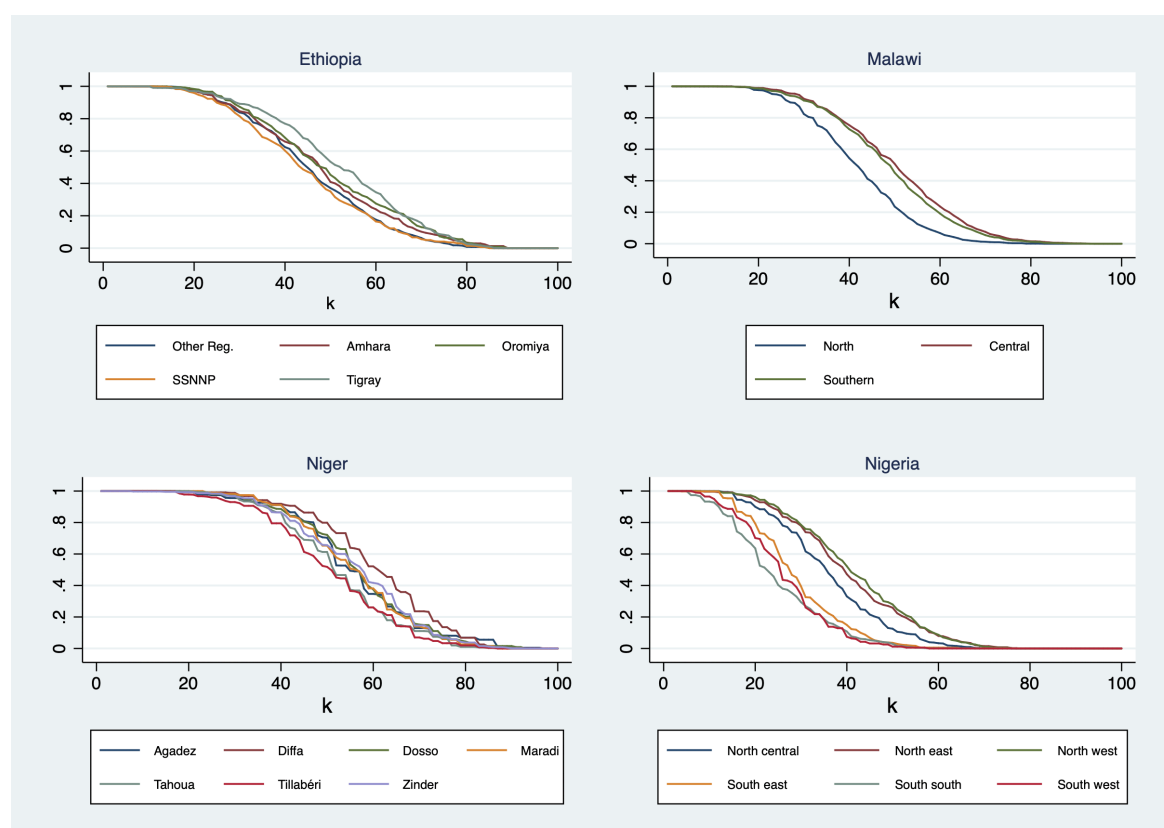 Ethiopia
1
.8
.6
.4
.2
0
0 20 40 60 80 100
k
Other Reg. Amhara Oromiya
SSNNP Tigray
Malawi
1
.8
.6
.4
.2
0
0 20 40 60 80 100
k
North Central
Southern
Niger
1
.8
.6
.4
.2
0
0 20 40 60 80 100
k
Agadez Diffa Dosso Maradi
Tahoua Tillabéri Zinder
Nigeria
1
.8
.6
.4
.2
0
0 20 40 60 80 100
k
North central North east North west
South east South south South west